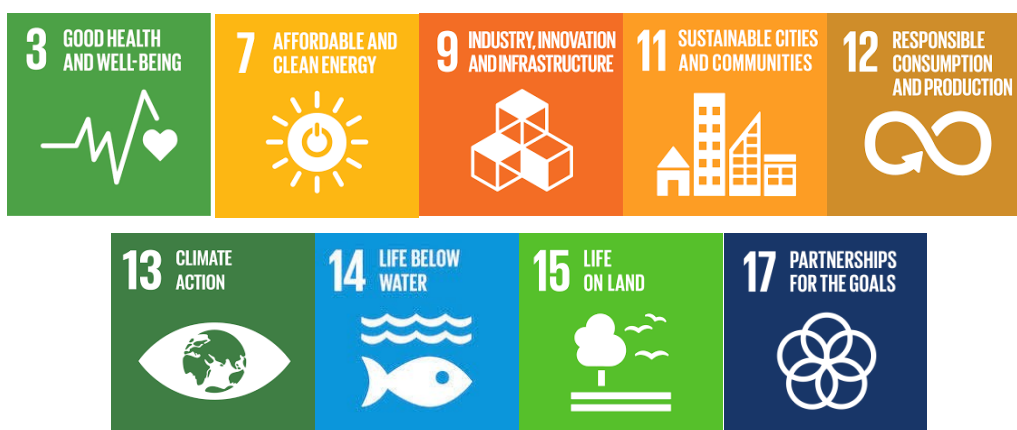 3 GOOD HEALTH
AND WELL-BEING
7 AFFORDABLE AND
CLEAN ENERGY
9 INDUSTRY, INNOVATION
AND INFRASTRUCTURE
11 SUSTAINABLE CITIES
AND COMMUNITIES
12 RESPONSIBLE
CONSUMPTION
AND PRODUCTION
13 CLIMATE
ACTION
14 LIFE BELOW
WATER
15 LIFE
ON LAND
17 PARTNERSHIPS
FOR THE GOALS